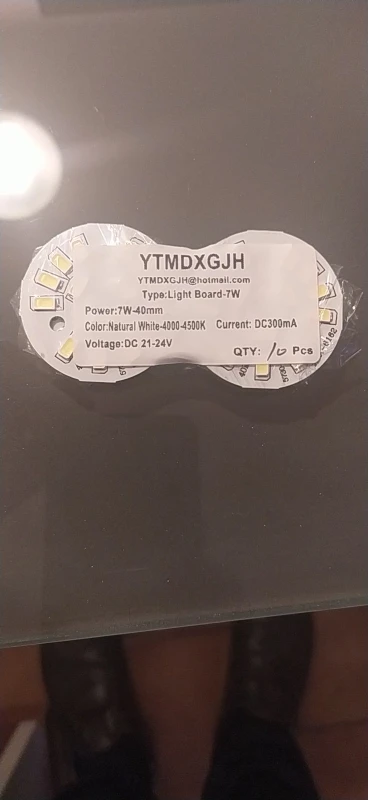 YTMDXGJH
YTMDXGJH@hotmail.com
Type:Light Board-7W
Power:7W-40mm
Color:Natural White-4000-4500K Current: DC300mA
Voltage:DC 21-24V
QTY: 10 Pcs